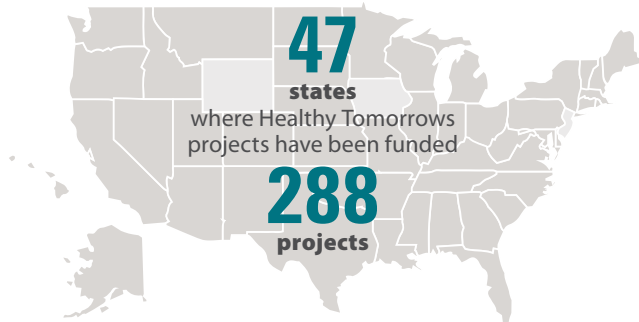 47
states
where Healthy Tomorrows
projects have been funded
288
projects